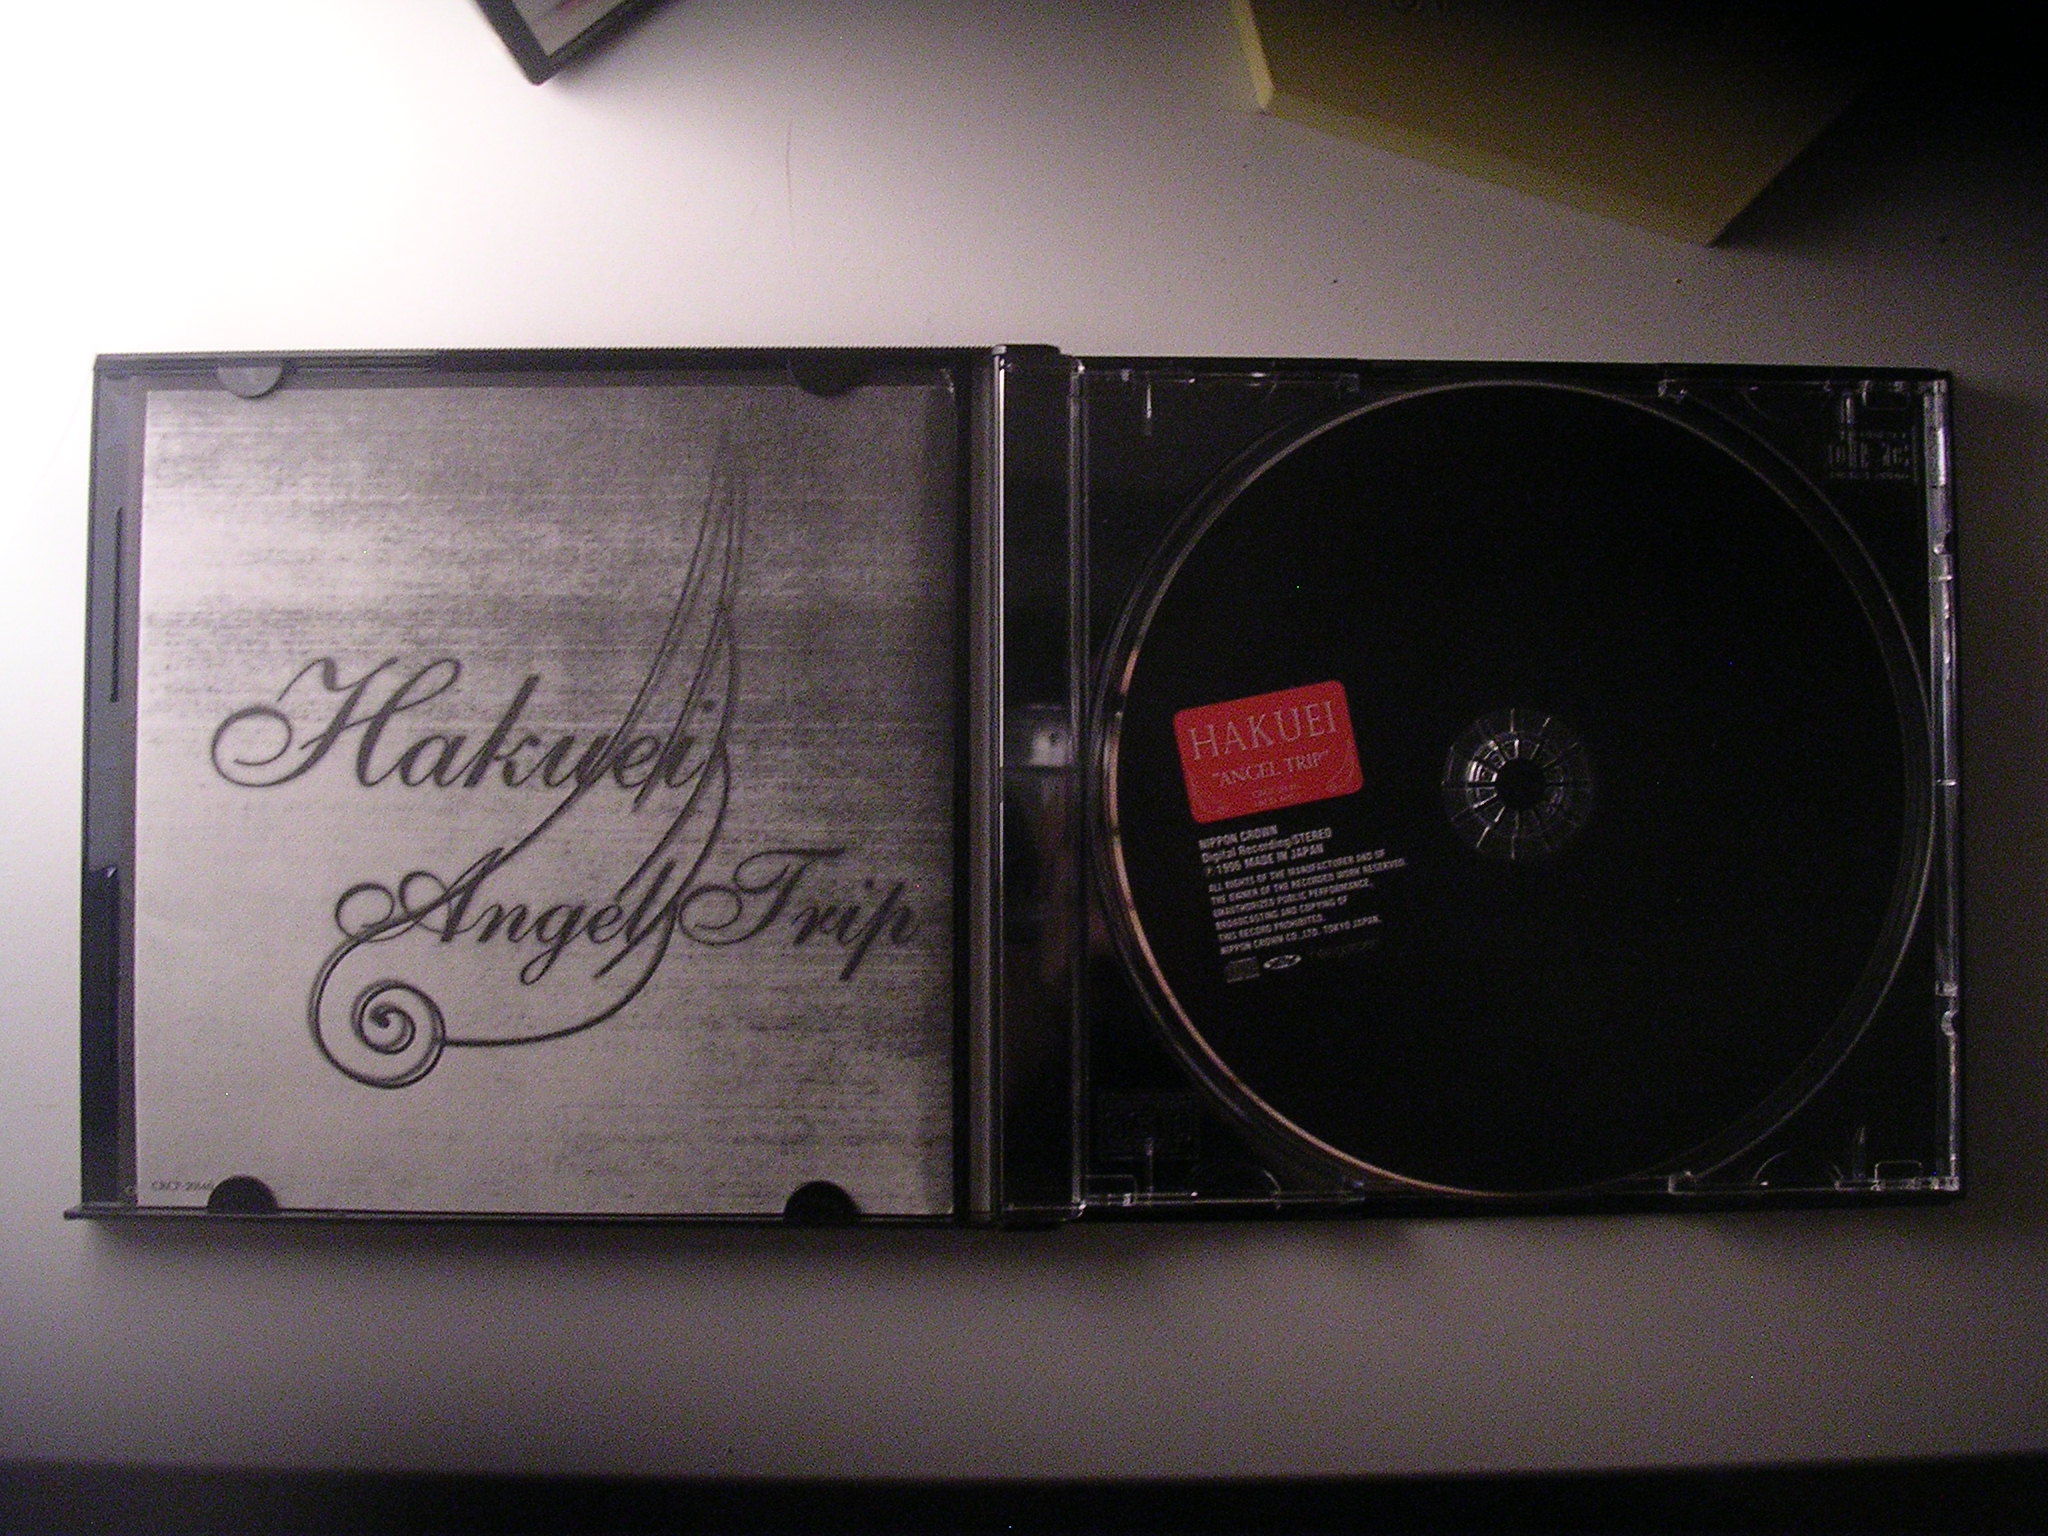 Hakuei
Angel Trip
HAKUEI
"ANGEL TRIP"
NIPPON CROWN
Digital Recording/STEREO
℗ 1996 MADE IN JAPAN
ALL RIGHTS OF THE MANUFACTURER AND OF
THE OWNER OF THE RECORDED WORK RESERVED.
UNAUTHORIZED PUBLIC PERFORMANCE,
BROADCASTING AND COPYING OF
THIS RECORD PROHIBITED.
NIPPON CROWN CO., LTD. TOKYO JAPAN.